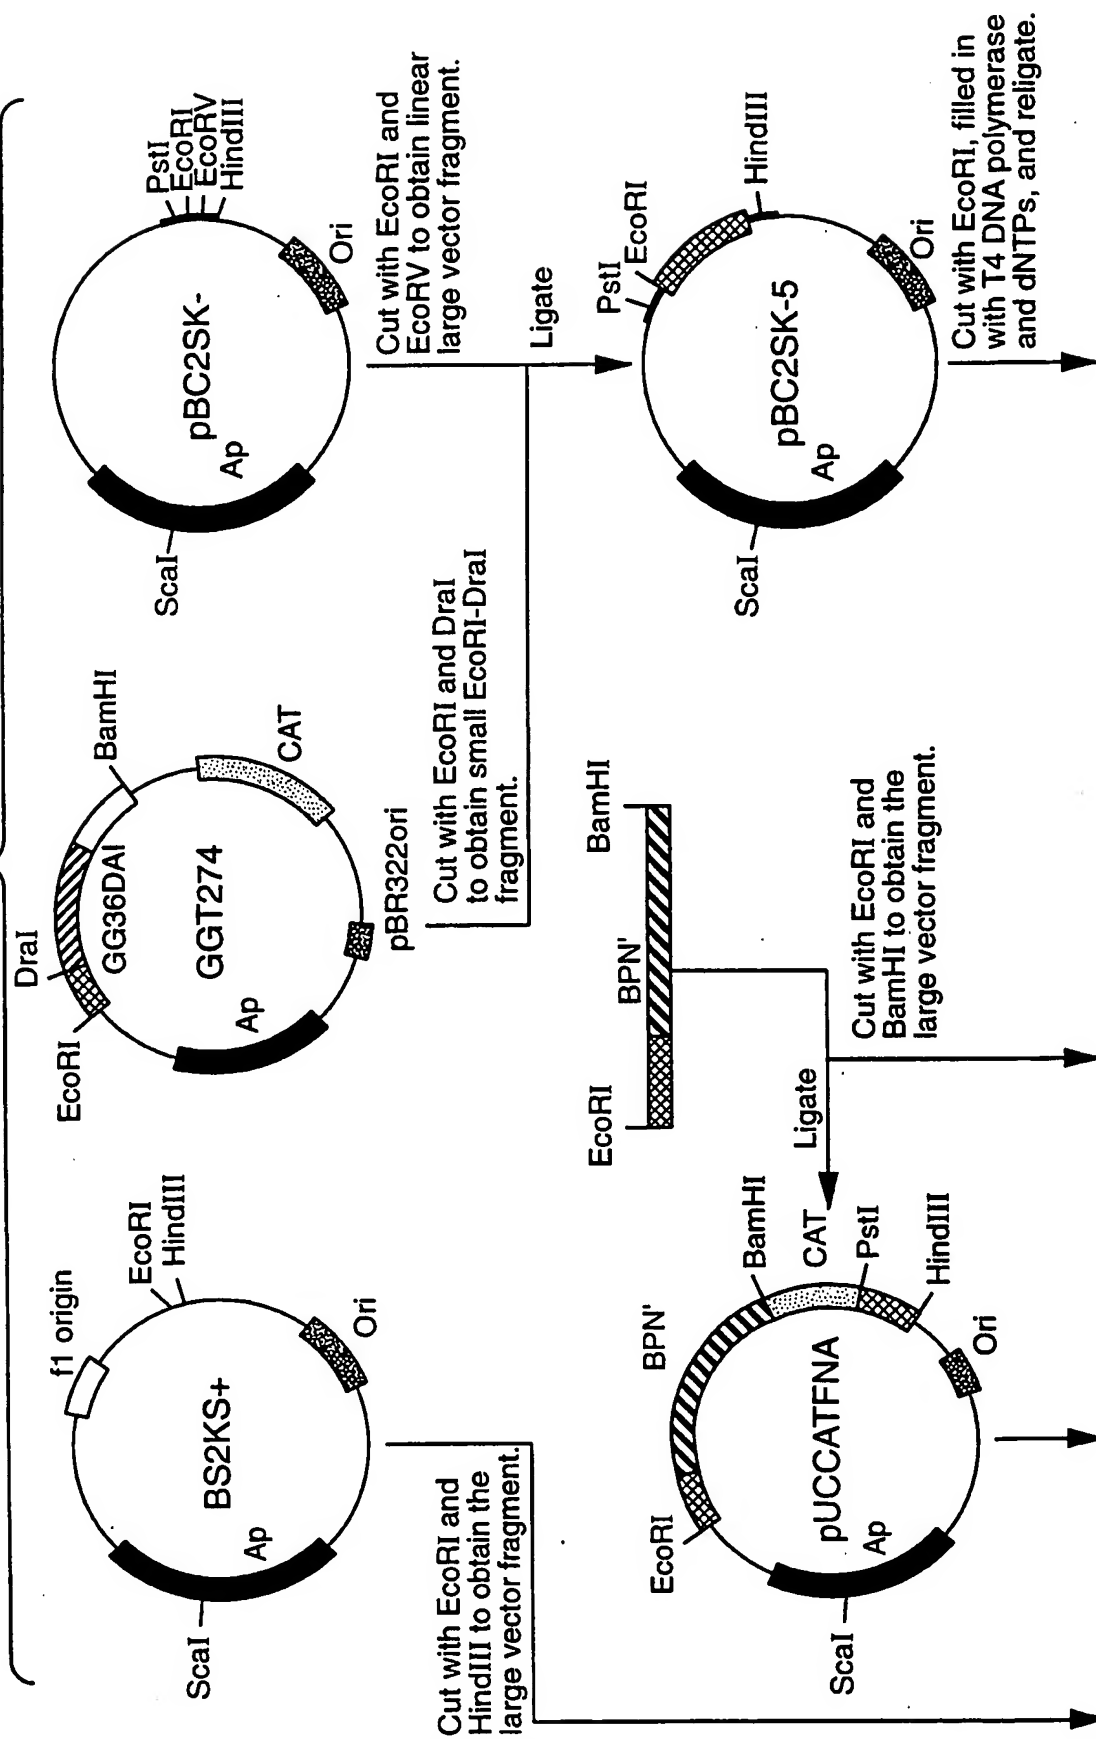 f1 origin
EcoRI
HindIII
ScaI
Ap
BS2KS+
Ori
Cut with EcoRI and
HindIII to obtain the
large vector fragment.
DraI
EcoRI
BamHI
GG36DAI
GGT274
CAT
Ap
pBR322ori
Cut with EcoRI and DraI
to obtain small EcoRI-DraI
fragment.
PstI
EcoRI
EcoRV
HindIII
ScaI
pBC2SK-
Ap
Ori
Cut with EcoRI and
EcoRV to obtain linear
large vector fragment.
Ligate
EcoRI
BPN'
BamHI
Ligate
Cut with EcoRI and
BamHI to obtain the
large vector fragment.
BPN'
EcoRI
BamHI
CAT
PstI
HindIII
pUCCATFNA
Ap
Ori
ScaI
PstI
EcoRI
HindIII
pBC2SK-5
ScaI
Ap
Ori
Cut with EcoRI, filled in
with T4 DNA polymerase
and dNTPs, and religate.